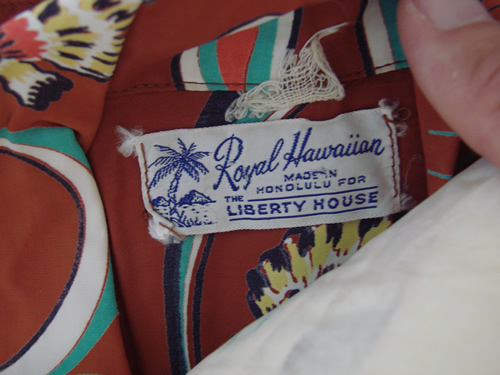 Royal Hawaiian
MADE IN
HONOLULU FOR
THE LIBERTY HOUSE